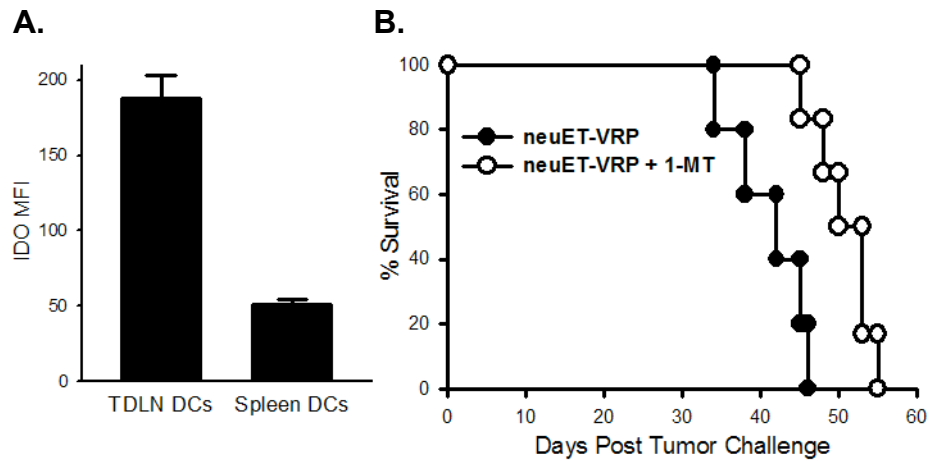 A.
B.
200
150
100
50
0
IDO MFI
TDLN DCs Spleen DCs
100
80
60
40
20
0
% Survival
neuET-VRP
neuET-VRP + 1-MT
0 10 20 30 40 50 60
Days Post Tumor Challenge